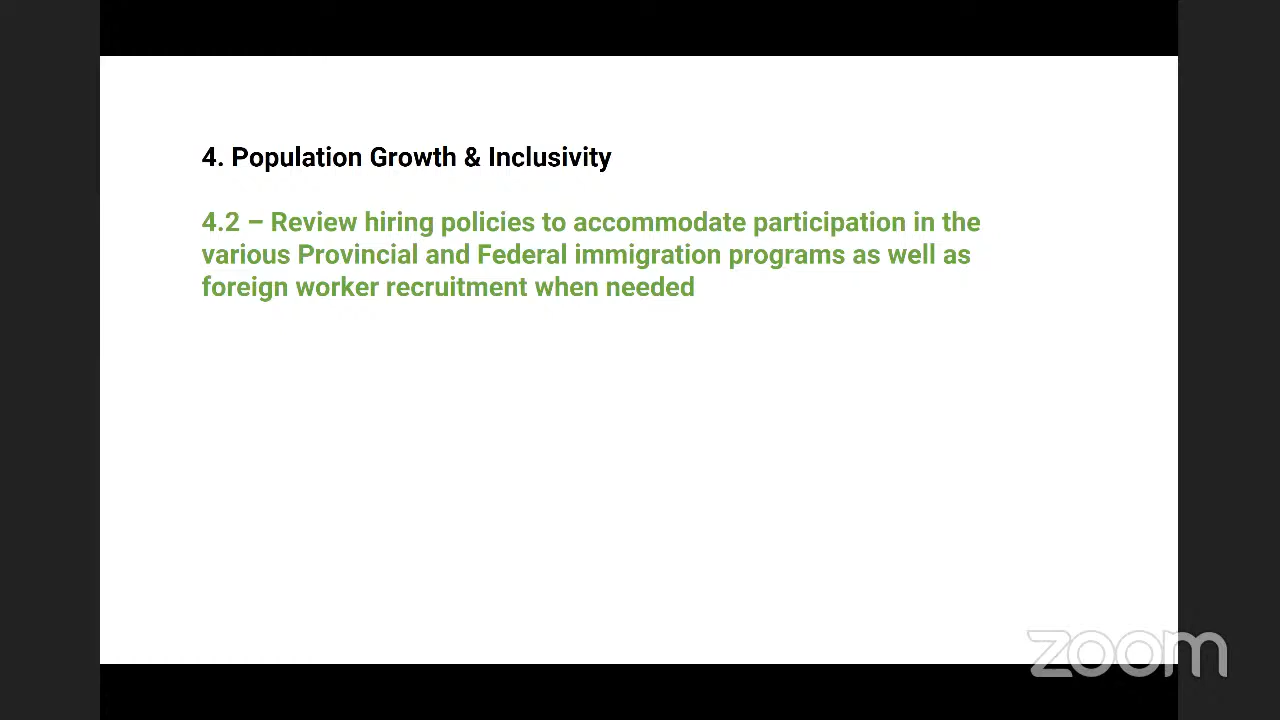 4. Population Growth & Inclusivity
4.2 – Review hiring policies to accommodate participation in the
various Provincial and Federal immigration programs as well as
foreign worker recruitment when needed
zoom